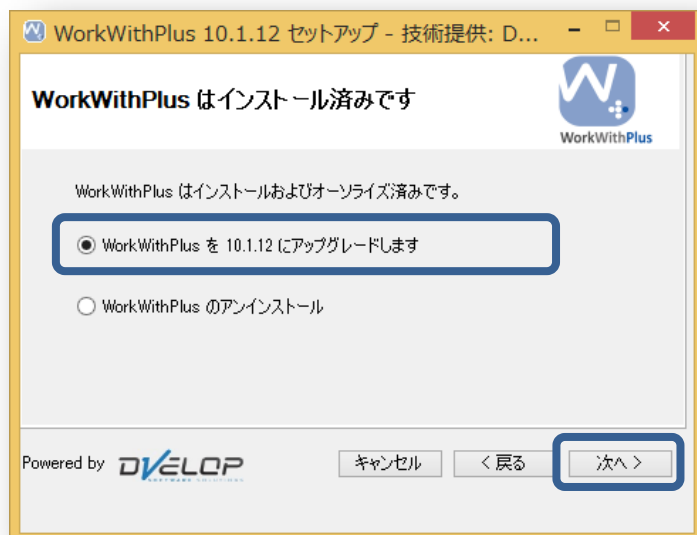 WorkWithPlus 10.1.12 セットアップ - 技術提供: D...
WorkWithPlus はインストール済みです
WorkWithPlus
WorkWithPlus はインストールおよびオーソライズ済みです。
WorkWithPlus を 10.1.12 にアップグレードします
WorkWithPlus のアンインストール
Powered by DVELOP
SOFTWARE SOLUTIONS
キャンセル
< 戻る
次へ >